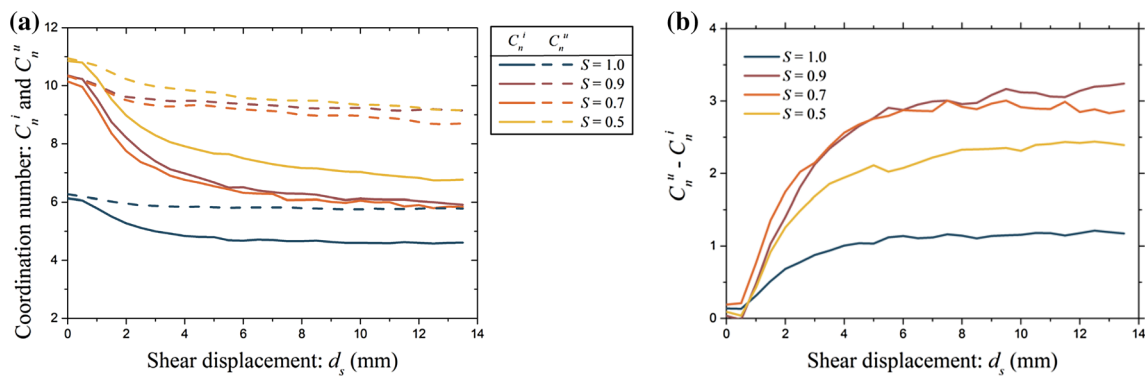 (a)
Coordination number: C_n^i and C_n^u
12
10
8
6
4
2
0 2 4 6 8 10 12 14
Shear displacement: d_s (mm)
C_n^i C_n^u
S = 1.0
S = 0.9
S = 0.7
S = 0.5
(b)
C_n^u - C_n^i
4
3
2
1
0
0 2 4 6 8 10 12 14
Shear displacement: d_s (mm)
S = 1.0
S = 0.9
S = 0.7
S = 0.5